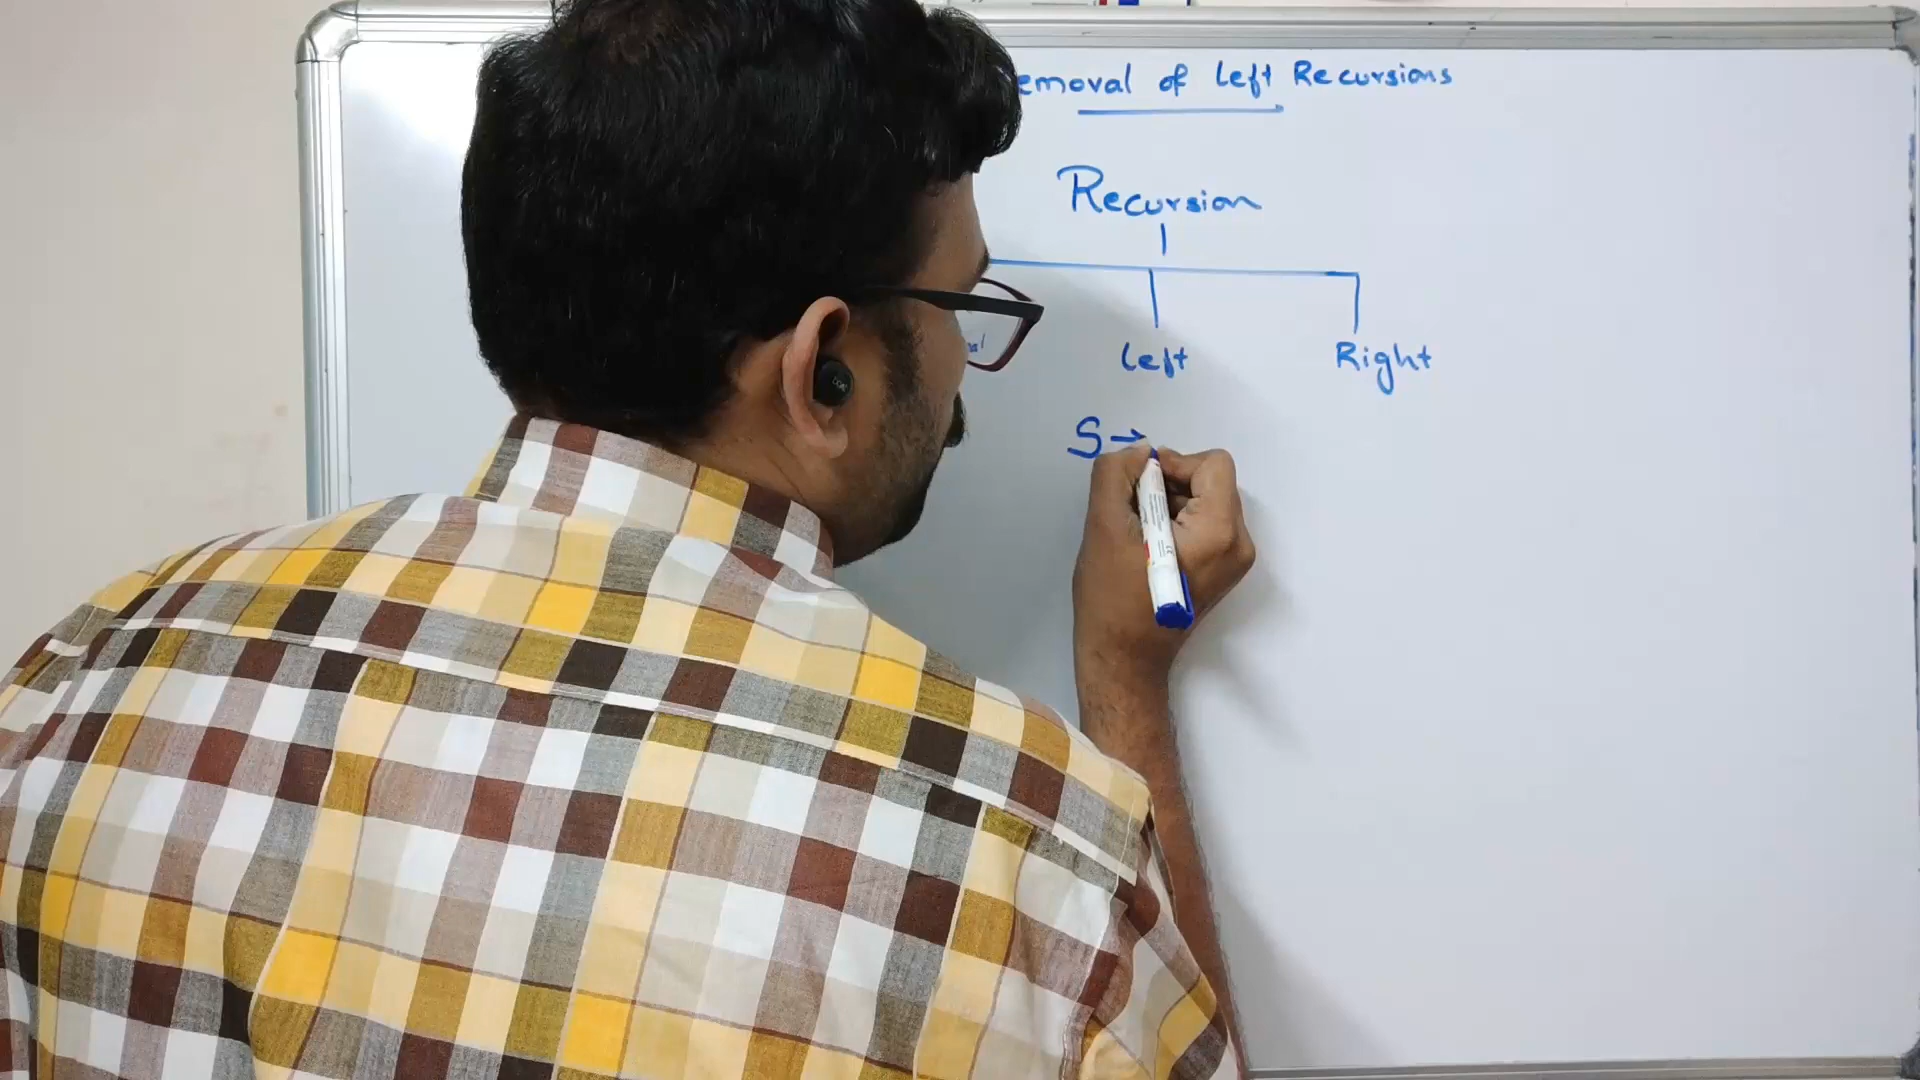 emoval of Left Recursions
Recursion
Left Right
S →